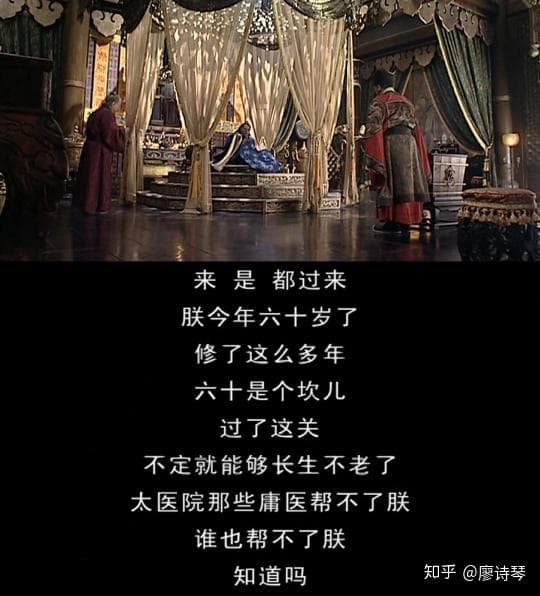 来 是 都过来
朕今年六十岁了
修了这么多年
六十是个坎儿
过了这关
不定就能够长生不老了
太医院那些庸医帮不了朕
谁也帮不了朕
知道吗
知乎 @廖诗琴